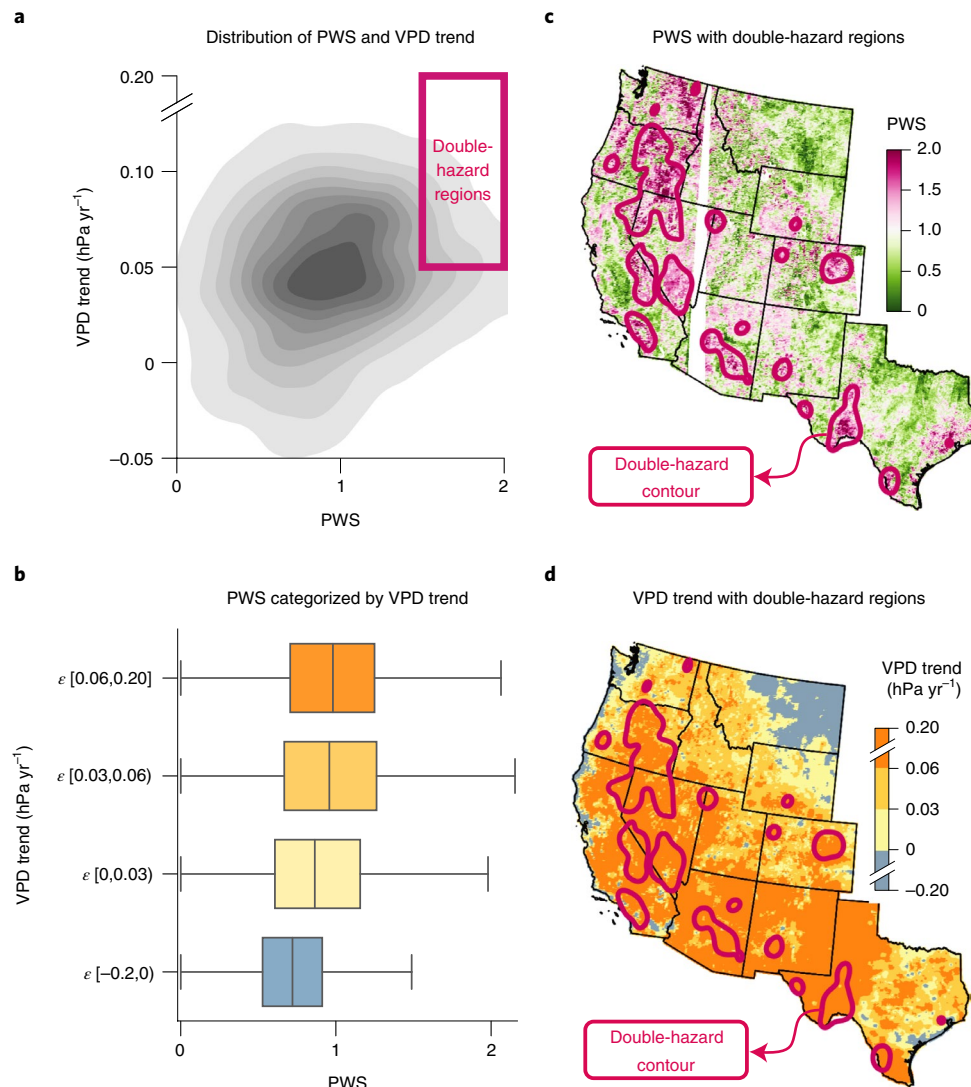 a
Distribution of PWS and VPD trend
0.20
0.10
0.05
0
−0.05
VPD trend (hPa yr−1)
Double-
hazard
regions
0
1
2
PWS
b
PWS categorized by VPD trend
ε [0.06,0.20]
ε [0.03,0.06)
ε [0,0.03)
ε [−0.2,0)
VPD trend (hPa yr−1)
0
1
2
PWS
c
PWS with double-hazard regions
PWS
2.0
1.5
1.0
0.5
0
Double-hazard
contour
d
VPD trend with double-hazard regions
VPD trend
(hPa yr−1)
0.20
0.06
0.03
0
−0.20
Double-hazard
contour